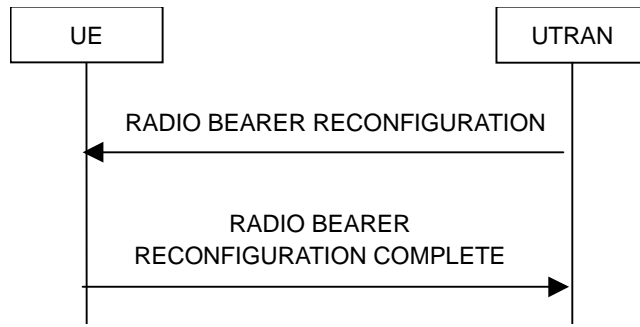 UE
UTRAN
RADIO BEARER RECONFIGURATION
RADIO BEARER
RECONFIGURATION COMPLETE